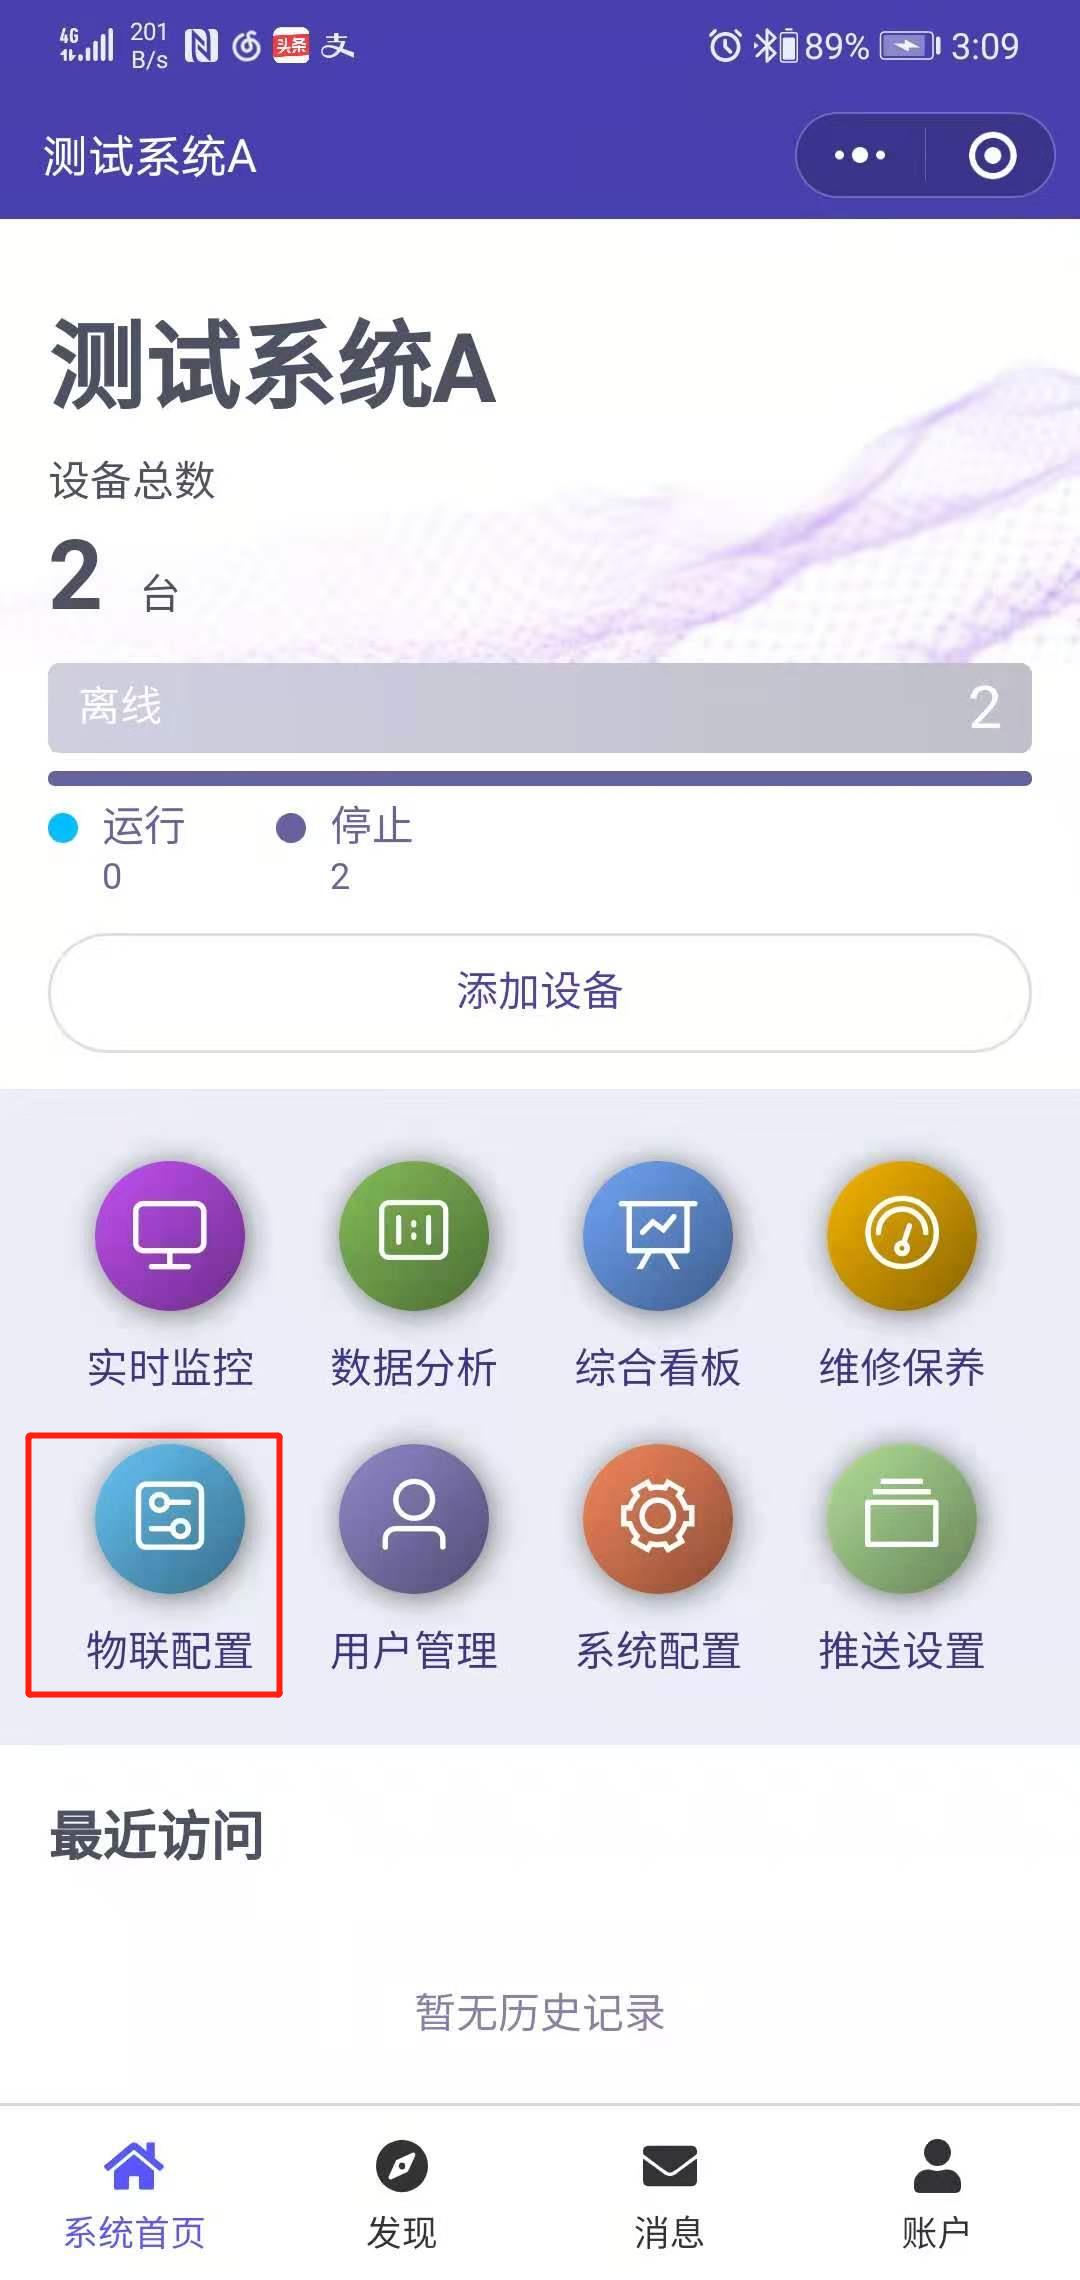 4G 201 B/s 头条 支 89% 3:09
测试系统A
测试系统A
设备总数
2 台
离线 2
运行 停止
0 2
添加设备
实时监控 数据分析 综合看板 维修保养
物联配置 用户管理 系统配置 推送设置
最近访问
暂无历史记录
系统首页 发现 消息 账户